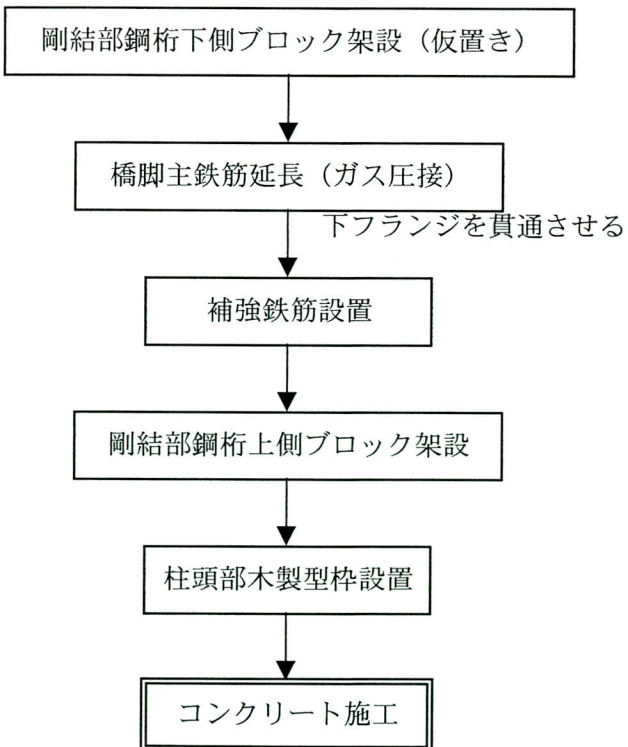 剛結部鋼桁下側ブロック架設（仮置き）
橋脚主鉄筋延長（ガス圧接）
下フランジを貫通させる
補強鉄筋設置
剛結部鋼桁上側ブロック架設
柱頭部木製型枠設置
コンクリート施工